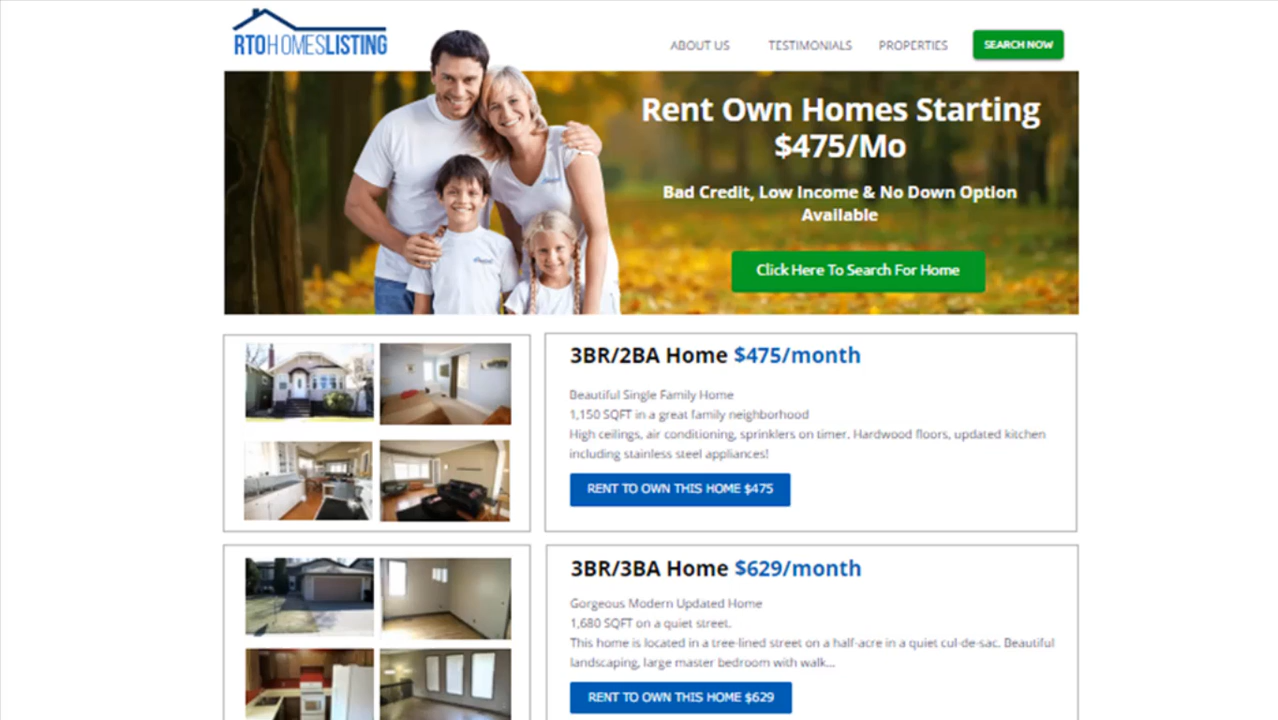 RTOHOMESLISTING
ABOUT US
TESTIMONIALS
PROPERTIES
SEARCH NOW
Rent Own Homes Starting
$475/Mo
Bad Credit, Low Income & No Down Option
Available
Click Here To Search For Home
3BR/2BA Home $475/month
Beautiful Single Family Home
1,150 SQFT in a great family neighborhood
High ceilings, air conditioning, sprinklers on timer. Hardwood floors, updated kitchen
including stainless steel appliances!
RENT TO OWN THIS HOME $475
3BR/3BA Home $629/month
Gorgeous Modern Updated Home
1,680 SQFT on a quiet street.
This home is located in a tree-lined street on a half-acre in a quiet cul-de-sac. Beautiful
landscaping, large master bedroom with walk...
RENT TO OWN THIS HOME $629